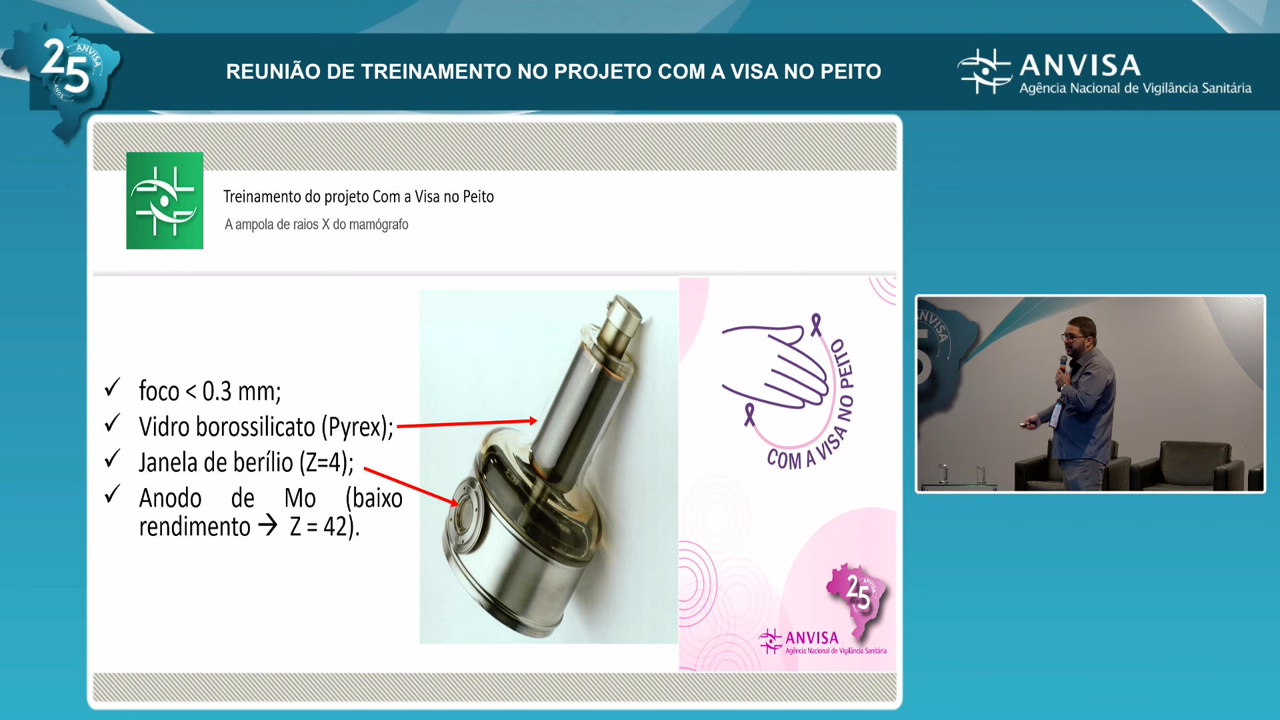 25
ANVISA
ANOS
REUNIÃO DE TREINAMENTO NO PROJETO COM A VISA NO PEITO
ANVISA
Agência Nacional de Vigilância Sanitária
Treinamento do projeto Com a Visa no Peito
A ampola de raios X do mamógrafo
✓ foco < 0.3 mm;
✓ Vidro borossilicato (Pyrex);
✓ Janela de berílio (Z=4);
✓ Anodo de Mo (baixo
rendimento → Z = 42).
COM A VISA NO PEITO
25
ANVISA
Agência Nacional de Vigilância Sanitária
ANVISA
5